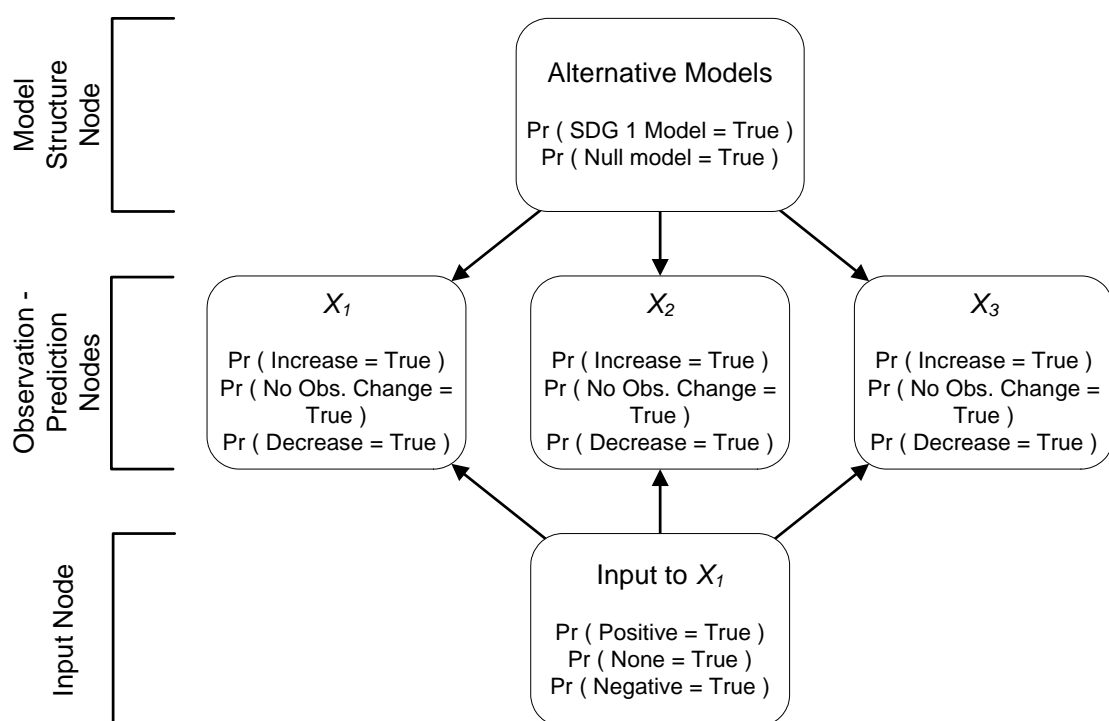 Model
Structure
Node
Alternative Models
Pr ( SDG 1 Model = True )
Pr ( Null model = True )
Observation -
Prediction
Nodes
X1
Pr ( Increase = True )
Pr ( No Obs. Change =
True )
Pr ( Decrease = True )
X2
Pr ( Increase = True )
Pr ( No Obs. Change =
True )
Pr ( Decrease = True )
X3
Pr ( Increase = True )
Pr ( No Obs. Change =
True )
Pr ( Decrease = True )
Input Node
Input to X1
Pr ( Positive = True )
Pr ( None = True )
Pr ( Negative = True )